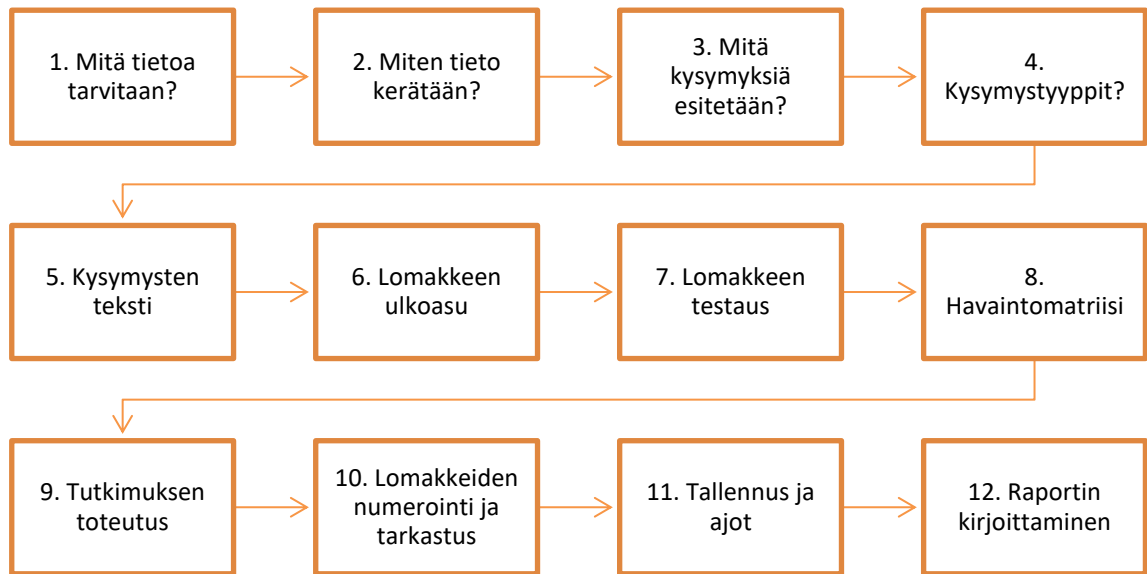 1. Mitä tietoa
tarvitaan?
2. Miten tieto
kerätään?
3. Mitä
kysymyksiä
esitetään?
4.
Kysymystyyppit?
5. Kysymysten
teksti
6. Lomakkeen
ulkoasu
7. Lomakkeen
testaus
8.
Havaintomatriisi
9. Tutkimuksen
toteutus
10. Lomakkeiden
numerointi ja
tarkastus
11. Tallennus ja
ajot
12. Raportin
kirjoittaminen